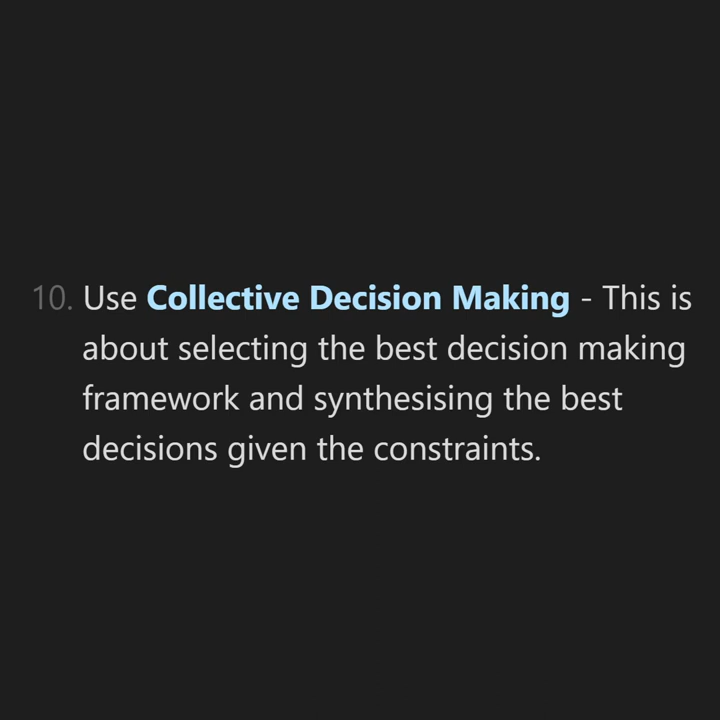 10. Use Collective Decision Making - This is
about selecting the best decision making
framework and synthesising the best
decisions given the constraints.